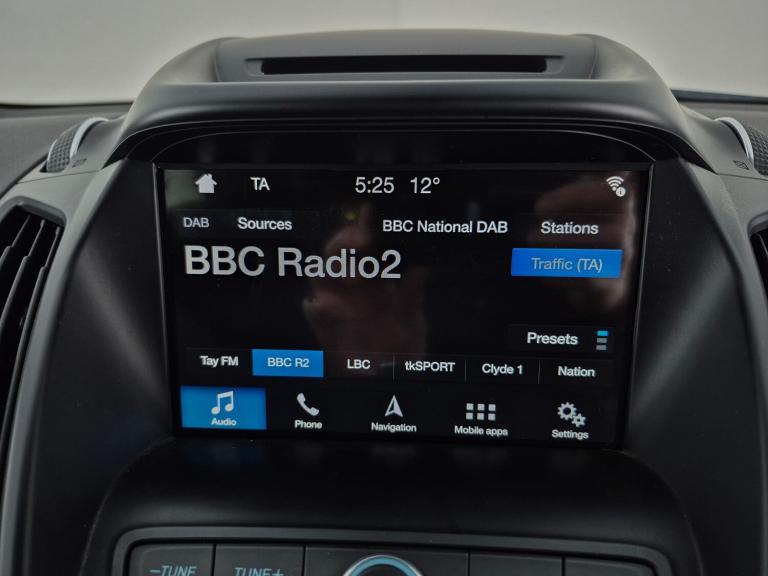 TA 5:25 12°
DAB Sources BBC National DAB Stations
BBC Radio2 Traffic (TA)
Presets
Tay FM BBC R2 LBC tkSPORT Clyde 1 Nation
Audio Phone Navigation Mobile apps Settings
–TUNE TUNE+